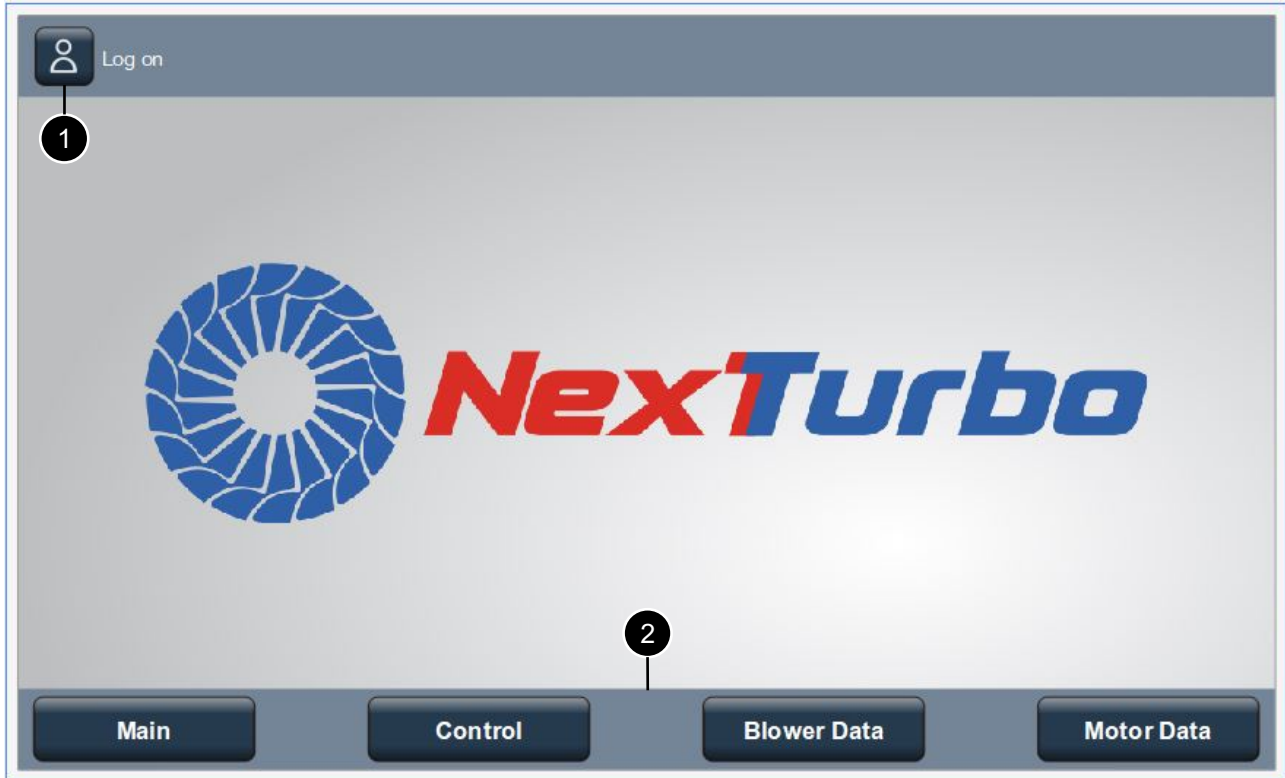 Log on
1
NexTurbo
2
Main
Control
Blower Data
Motor Data